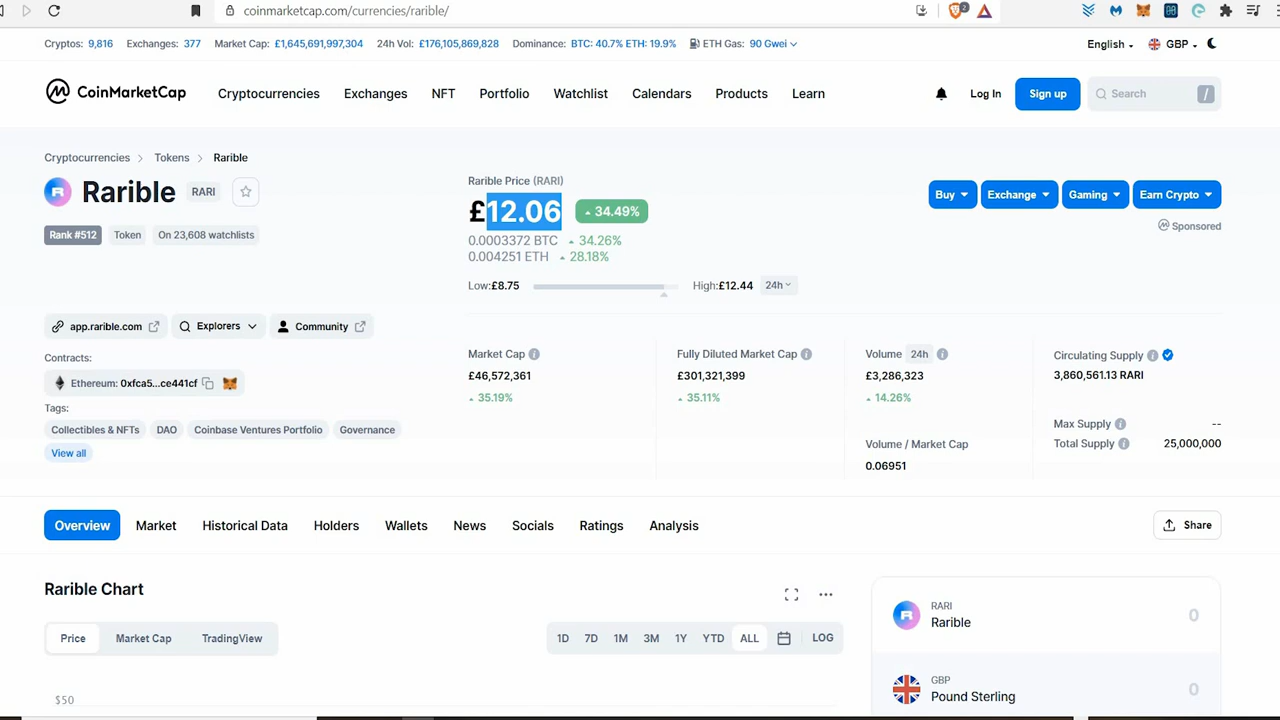 coinmarketcap.com/currencies/rarible/
2
Cryptos: 9,816 Exchanges: 377 Market Cap: £1,645,691,997,304 24h Vol: £176,105,869,828 Dominance: BTC: 40.7% ETH: 19.9% ETH Gas: 90 Gwei English GBP
CoinMarketCap Cryptocurrencies Exchanges NFT Portfolio Watchlist Calendars Products Learn Log In Sign up Search /
Cryptocurrencies Tokens Rarible
Rarible RARI
Rank #512 Token On 23,608 watchlists
Rarible Price (RARI)
£12.06 34.49%
0.0003372 BTC 34.26%
0.004251 ETH 28.18%
Low:£8.75 High:£12.44 24h
Buy Exchange Gaming Earn Crypto
Sponsored
app.rarible.com Explorers Community
Contracts:
Ethereum: 0xfca5...ce441cf
Tags:
Collectibles & NFTs DAO Coinbase Ventures Portfolio Governance
View all
Market Cap
£46,572,361
35.19%
Fully Diluted Market Cap
£301,321,399
35.11%
Volume 24h
£3,286,323
14.26%
Volume / Market Cap
0.06951
Circulating Supply
3,860,561.13 RARI
Max Supply --
Total Supply 25,000,000
Overview Market Historical Data Holders Wallets News Socials Ratings Analysis Share
Rarible Chart
Price Market Cap TradingView 1D 7D 1M 3M 1Y YTD ALL LOG
$50
RARI
Rarible 0
GBP
Pound Sterling 0